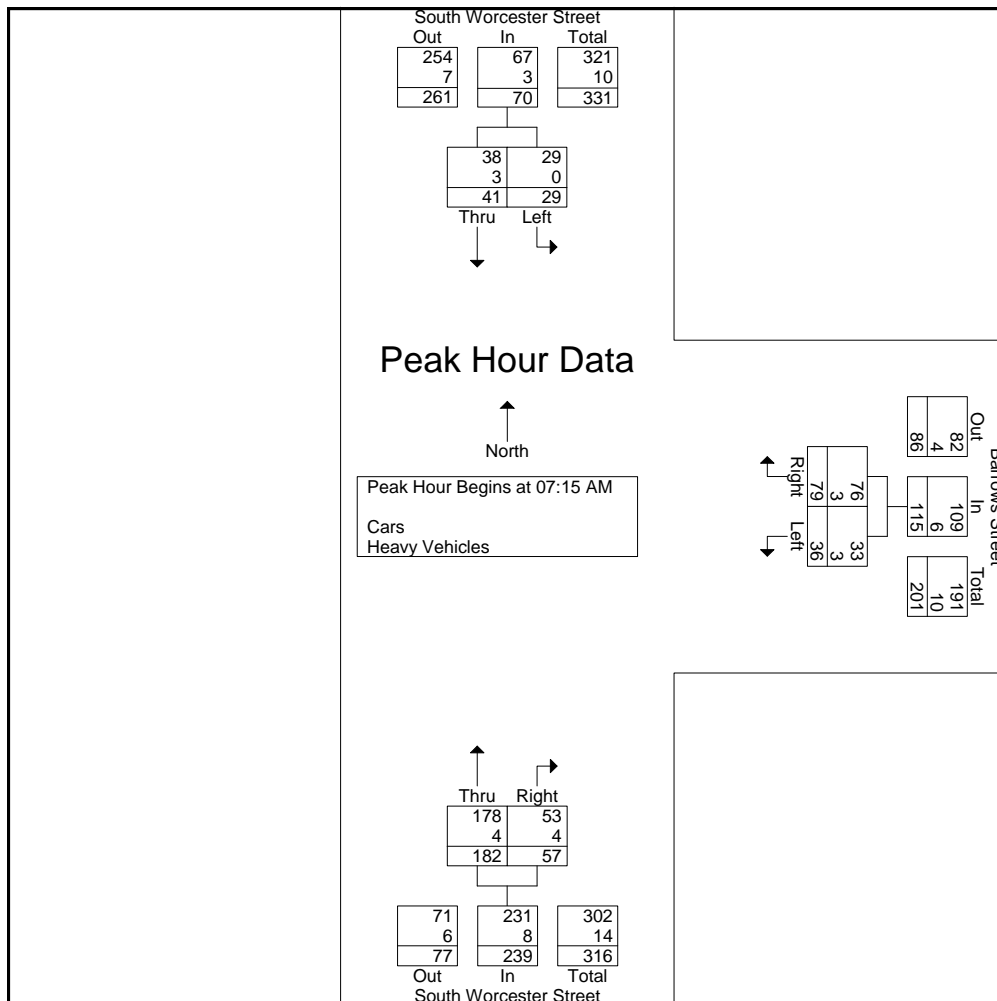 South Worcester Street
Out In Total
254 67 321
7 3 10
261 70 331
38 29
3 0
41 29
Thru Left
Peak Hour Data
North
Peak Hour Begins at 07:15 AM
Cars
Heavy Vehicles
Barrows Street
Out In Total
82 109 191
4 6 10
86 115 201
76 33
3 3
79 36
Right Left
Thru Right
178 53
4 4
182 57
71 231 302
6 8 14
77 239 316
Out In Total
South Worcester Street